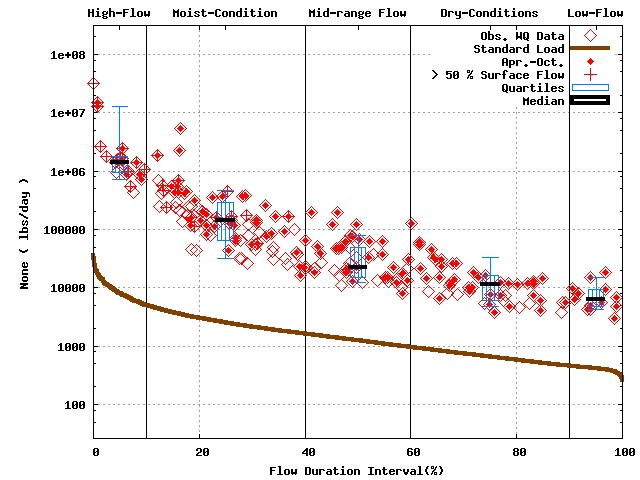 High-Flow Moist-Condition Mid-range Flow Dry-Conditions Low-Flow
Obs. WQ Data
Standard Load
Apr.-Oct.
> 50 % Surface Flow
Quartiles
Median
1e+08
1e+07
1e+06
100000
10000
1000
100
None ( lbs/day )
0 20 40 60 80 100
Flow Duration Interval(%)